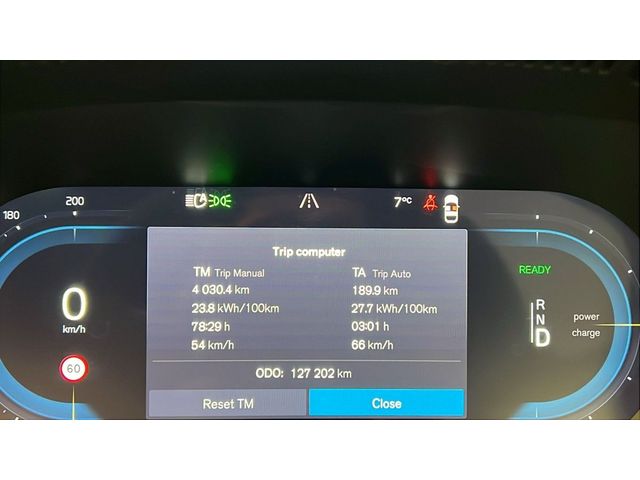 180
200
7°C
Trip computer
TM Trip Manual
4 030.4 km
23.8 kWh/100km
78:29 h
54 km/h
TA Trip Auto
189.9 km
27.7 kWh/100km
03:01 h
66 km/h
ODO: 127 202 km
Reset TM
Close
0
km/h
60
READY
R
N
D
power
charge